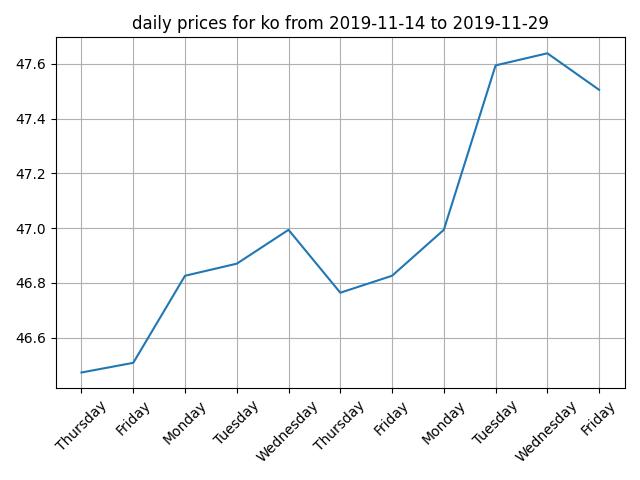 daily prices for ko from 2019-11-14 to 2019-11-29
47.6
47.4
47.2
47.0
46.8
46.6
Thursday
Friday
Monday
Tuesday
Wednesday
Thursday
Friday
Monday
Tuesday
Wednesday
Friday